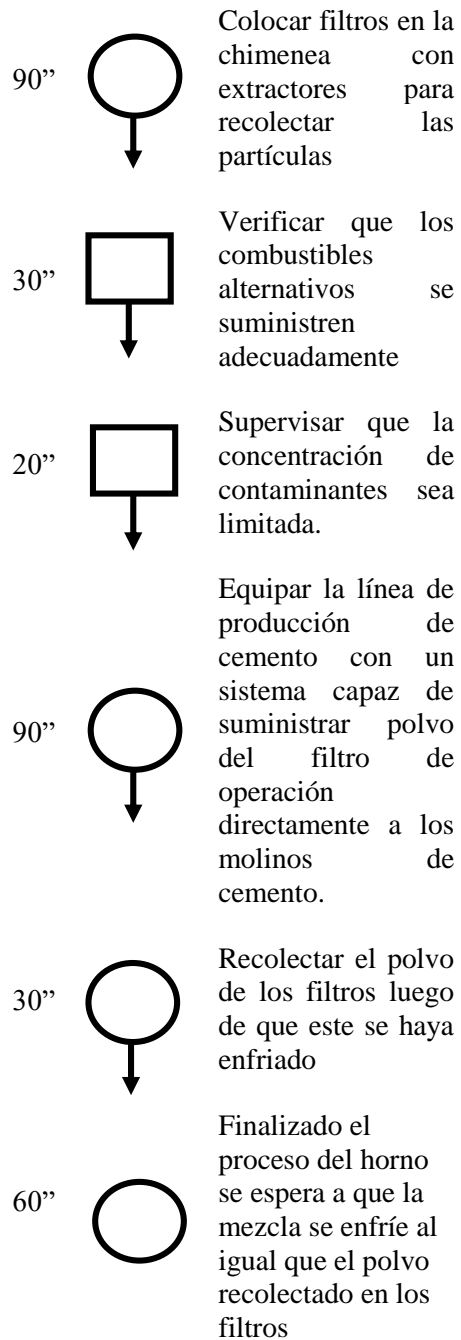 90”
Colocar filtros en la
chimenea con
extractores para
recolectar las
partículas
30”
Verificar que los
combustibles
alternativos se
suministren
adecuadamente
20”
Supervisar que la
concentración de
contaminantes sea
limitada.
90”
Equipar la línea de
producción de
cemento con un
sistema capaz de
suministrar polvo
del filtro de
operación
directamente a los
molinos de
cemento.
30”
Recolectar el polvo
de los filtros luego
de que este se haya
enfriado
60”
Finalizado el
proceso del horno
se espera a que la
mezcla se enfríe al
igual que el polvo
recolectado en los
filtros